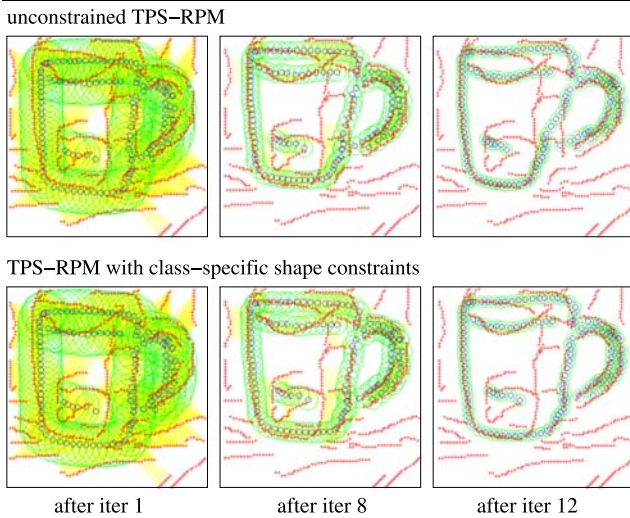 unconstrained TPS−RPM
TPS−RPM with class−specific shape constraints
after iter 1 after iter 8 after iter 12